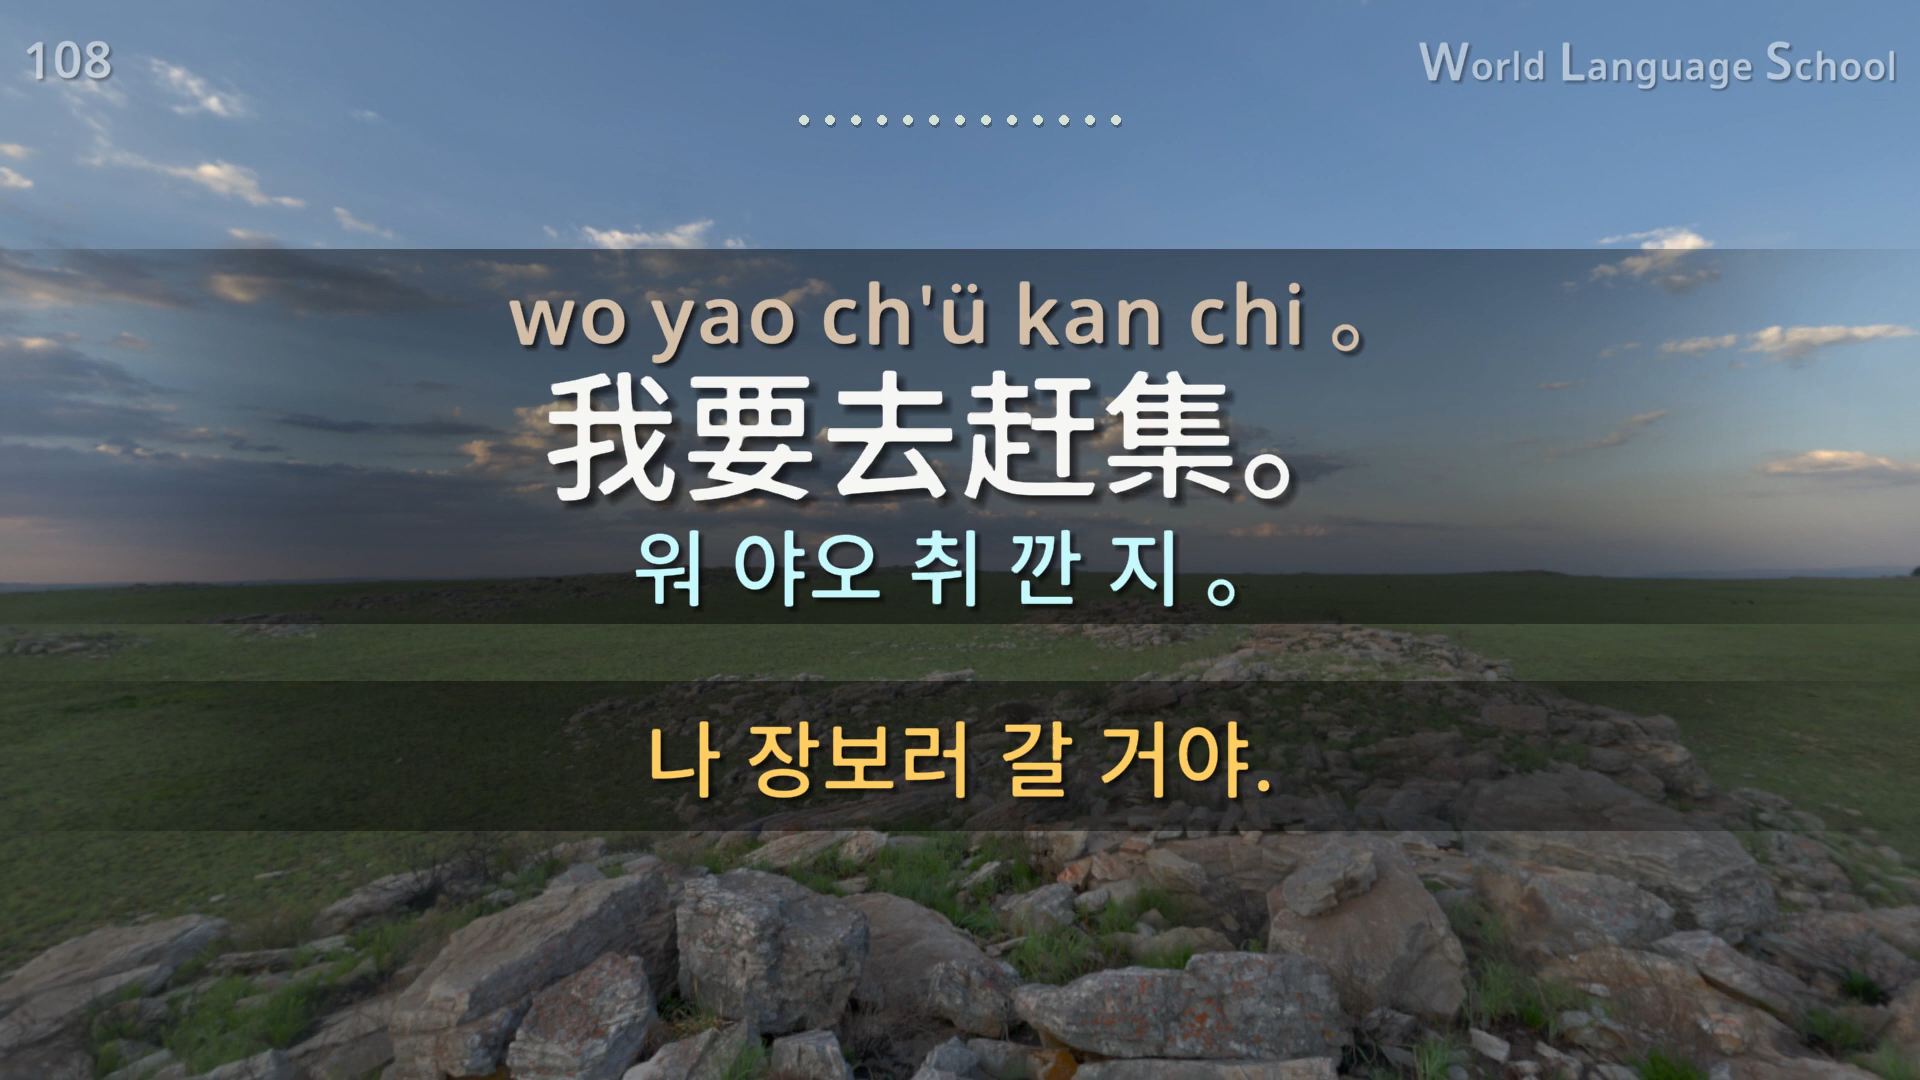 108
World Language School
wo yao ch'ü kan chi 。
我要去赶集。
워 야오 취 깐 지 。
나 장보러 갈 거야.